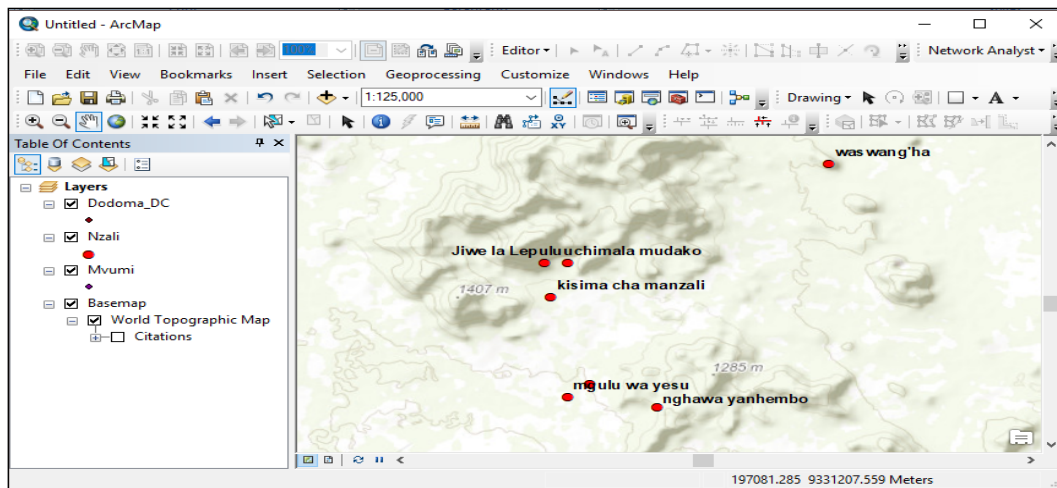 Untitled - ArcMap
100%
Editor
Network Analyst
File Edit View Bookmarks Insert Selection Geoprocessing Customize Windows Help
1:125,000
Drawing
A
Table Of Contents
Layers
Dodoma_DC
Nzali
Mvumi
Basemap
World Topographic Map
Citations
waswang'ha
Jiwe la Lepuluuchimala mudako
kisima cha manzali
1407 m
1285 m
mgulu wa yesu
nghawa yanhembo
197081.285 9331207.559 Meters